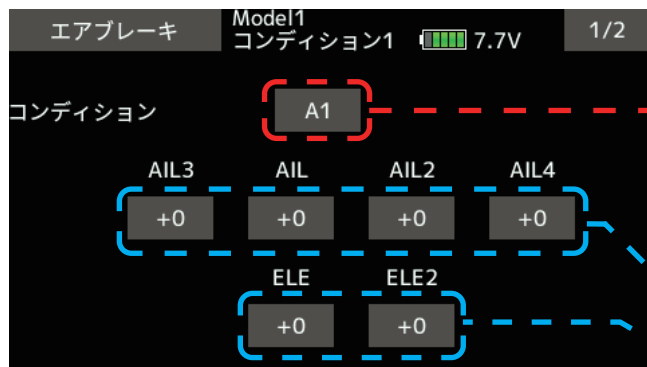 エアブレーキ Model1 1/2
コンディション1 7.7V
コンディション A1
AIL3 AIL AIL2 AIL4
+0 +0 +0 +0
ELE ELE2
+0 +0